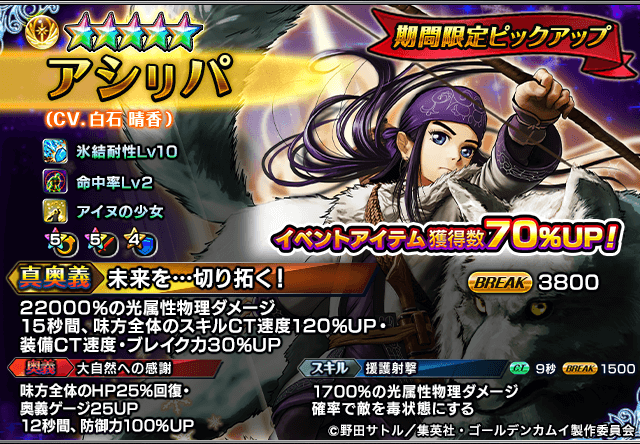 期間限定ピックアップ
アシㇼパ
(CV.白石 晴香)
氷結耐性Lv10
命中率Lv2
アイヌの少女
5 5 4
イベントアイテム獲得数70%UP!
真奥義 未来を…切り拓く! BREAK 3800
22000%の光属性物理ダメージ
15秒間、味方全体のスキルCT速度120%UP・
装備CT速度・ブレイク力30%UP
奥義 大自然への感謝
味方全体のHP25%回復・
奥義ゲージ25UP
12秒間、防御力100%UP
スキル 援護射撃 CT 9秒 BREAK 1500
1700%の光属性物理ダメージ
確率で敵を毒状態にする
©野田サトル/集英社・ゴールデンカムイ製作委員会